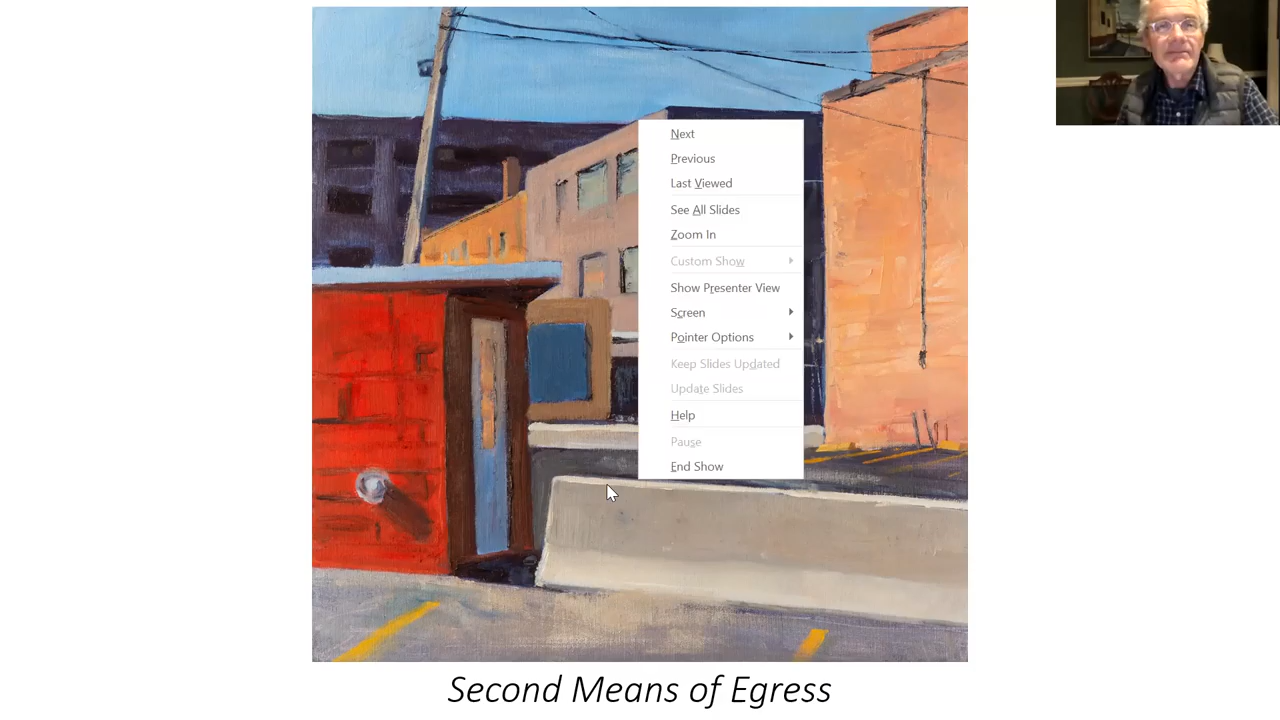 Next
Previous
Last Viewed
See All Slides
Zoom In
Custom Show
Show Presenter View
Screen
Pointer Options
Keep Slides Updated
Update Slides
Help
Pause
End Show
Second Means of Egress